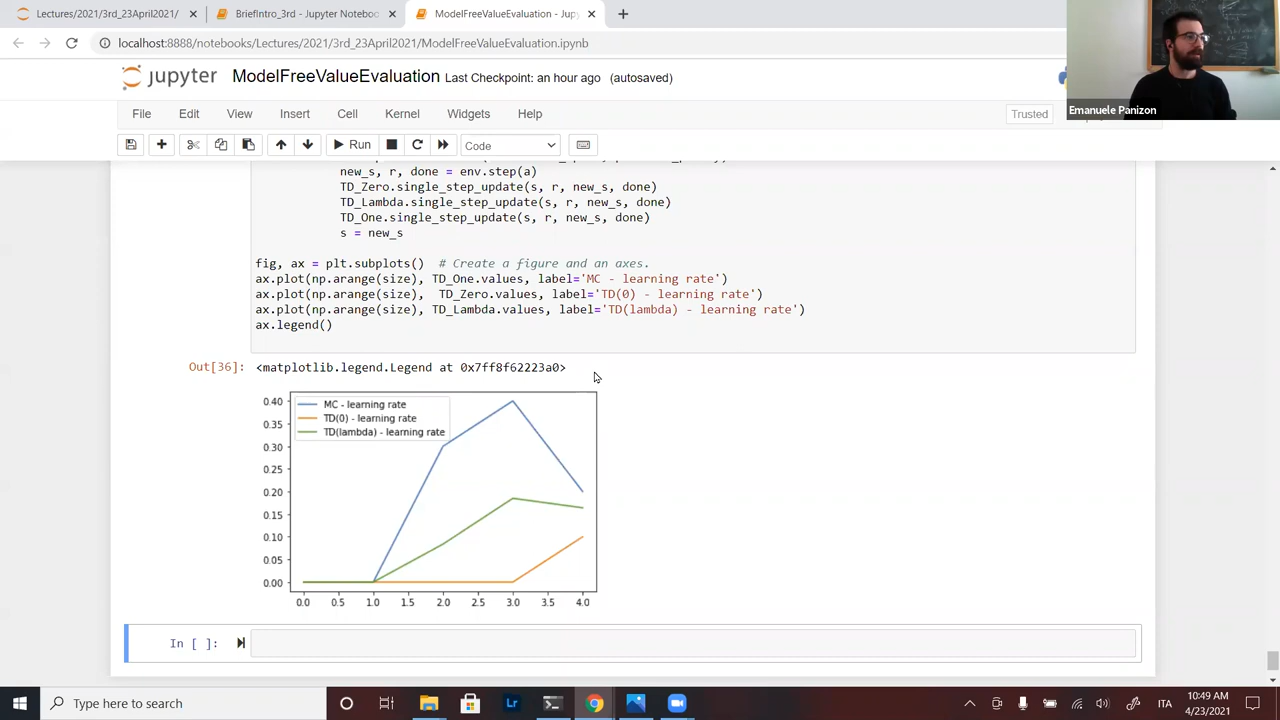 Lectures/2021/3rd_23April2021/
BriefIntro_3rd - Jupyter Noteboo
ModelFreeValueEvaluation - Jup
localhost:8888/notebooks/Lectures/2021/3rd_23April2021/ModelFreeValueEvaluation.ipynb
Emanuele Panizon
jupyter ModelFreeValueEvaluation Last Checkpoint: an hour ago (autosaved)
File Edit View Insert Cell Kernel Widgets Help Trusted
Run Code
new_s, r, done = env.step(a)
TD_Zero.single_step_update(s, r, new_s, done)
TD_Lambda.single_step_update(s, r, new_s, done)
TD_One.single_step_update(s, r, new_s, done)
s = new_s
fig, ax = plt.subplots()  # Create a figure and an axes.
ax.plot(np.arange(size), TD_One.values, label='MC - learning rate')
ax.plot(np.arange(size),  TD_Zero.values, label='TD(0) - learning rate')
ax.plot(np.arange(size), TD_Lambda.values, label='TD(lambda) - learning rate')
ax.legend()
Out[36]: <matplotlib.legend.Legend at 0x7ff8f62223a0>
MC - learning rate
TD(0) - learning rate
TD(lambda) - learning rate
0.40
0.35
0.30
0.25
0.20
0.15
0.10
0.05
0.00
0.0 0.5 1.0 1.5 2.0 2.5 3.0 3.5 4.0
In [ ]:
Type here to search
Lr
ITA
10:49 AM
4/23/2021